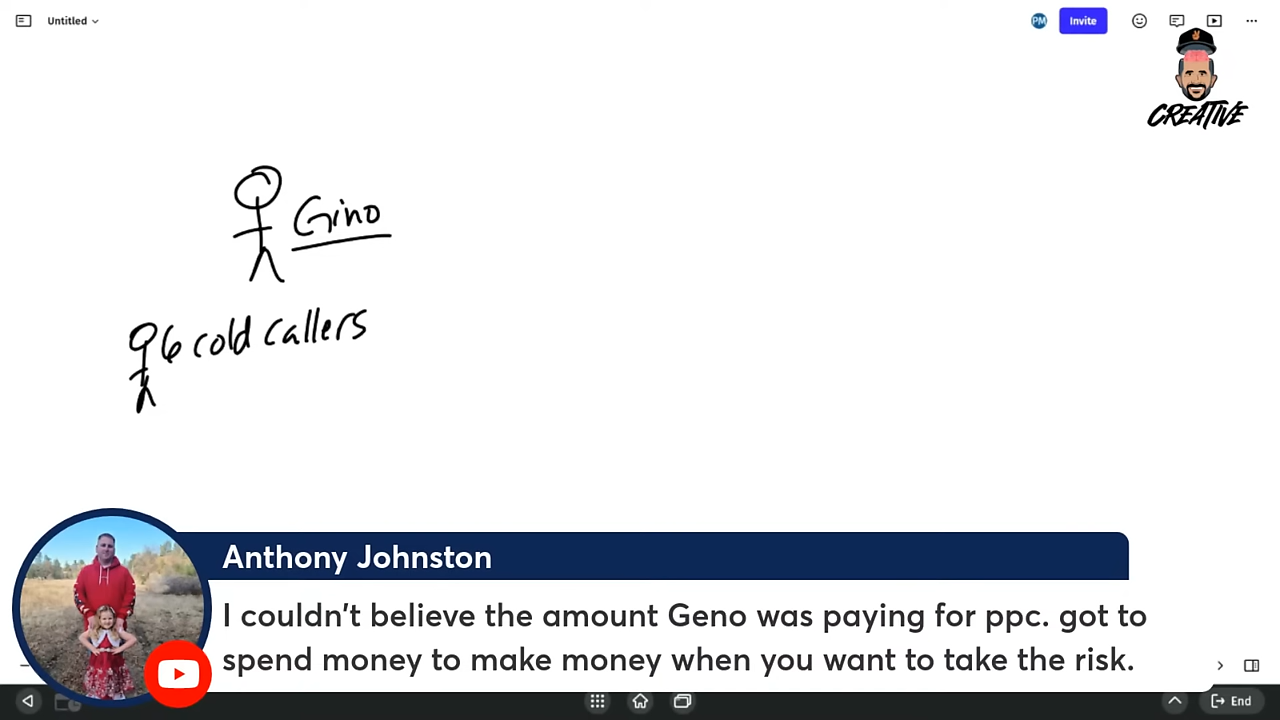 Untitled
PM
Invite
CREATIVE
Gino
6 cold callers
Anthony Johnston
I couldn't believe the amount Geno was paying for ppc. got to
spend money to make money when you want to take the risk.
End